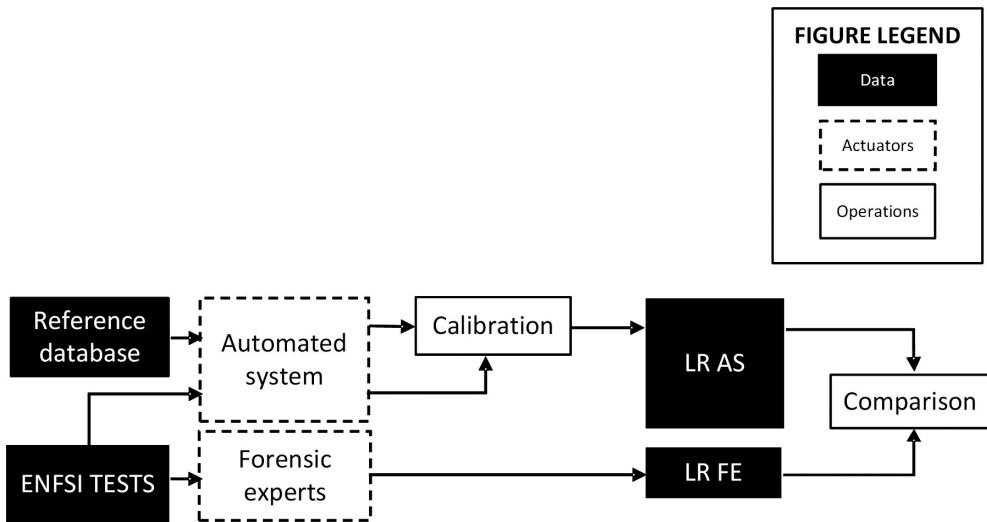 FIGURE LEGEND
Data
Actuators
Operations
Reference
database
Automated
system
Calibration
LR AS
Comparison
ENFSI TESTS
Forensic
experts
LR FE